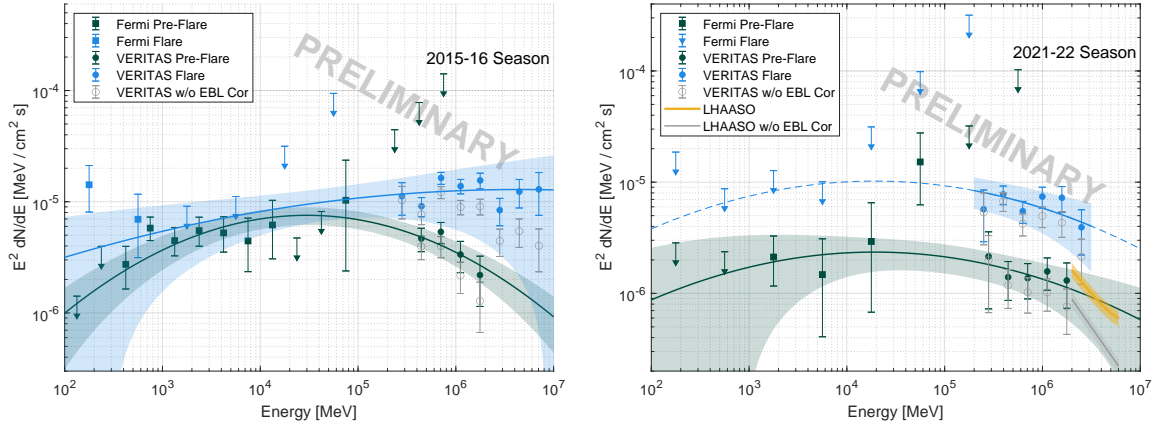 Fermi Pre-Flare
Fermi Flare
VERITAS Pre-Flare
VERITAS Flare
VERITAS w/o EBL Cor
2015-16 Season
PRELIMINARY
E² dN/dE [MeV / cm² s]
10⁻⁴
10⁻⁵
10⁻⁶
10² 10³ 10⁴ 10⁵ 10⁶ 10⁷
Energy [MeV]
Fermi Pre-Flare
Fermi Flare
VERITAS Pre-Flare
VERITAS Flare
VERITAS w/o EBL Cor
LHAASO
LHAASO w/o EBL Cor
2021-22 Season
PRELIMINARY
E² dN/dE [MeV / cm² s]
10⁻⁴
10⁻⁵
10⁻⁶
10² 10³ 10⁴ 10⁵ 10⁶ 10⁷
Energy [MeV]